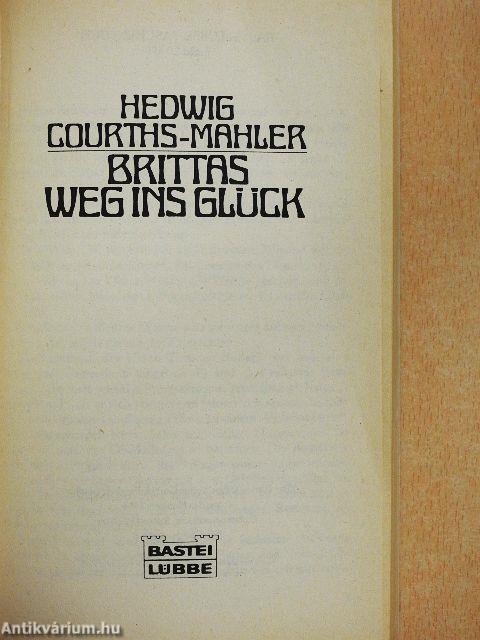 HEDWIG
COURTHS-MAHLER
BRITTAS
WEG INS GLÜCK
BASTEI
LÜBBE
Antikvárium.hu